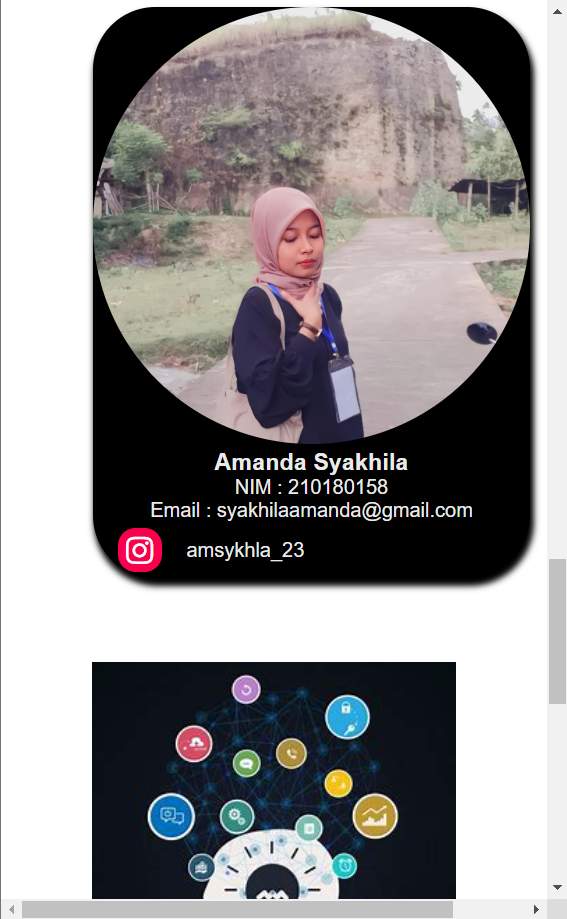 Amanda Syakhila
NIM : 210180158
Email : syakhilaamanda@gmail.com
amsykhla_23